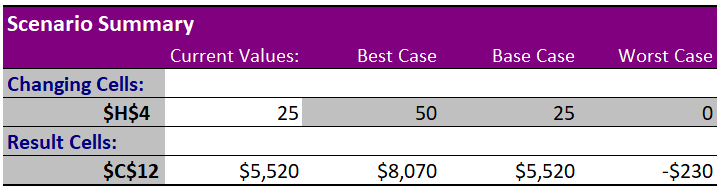 Scenario Summary
Current Values: Best Case Base Case Worst Case
Changing Cells:
$H$4 25 50 25 0
Result Cells:
$C$12 $5,520 $8,070 $5,520 -$230